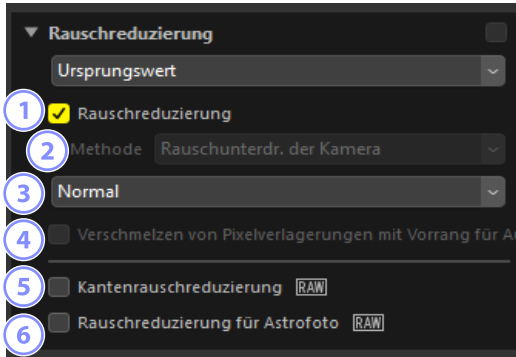 Rauschreduzierung
Ursprungswert
1 Rauschreduzierung
2 Methode Rauschunterdr. der Kamera
3 Normal
4 Verschmelzen von Pixelverlagerungen mit Vorrang für
5 Kantenrauschreduzierung RAW
6 Rauschreduzierung für Astrofoto RAW